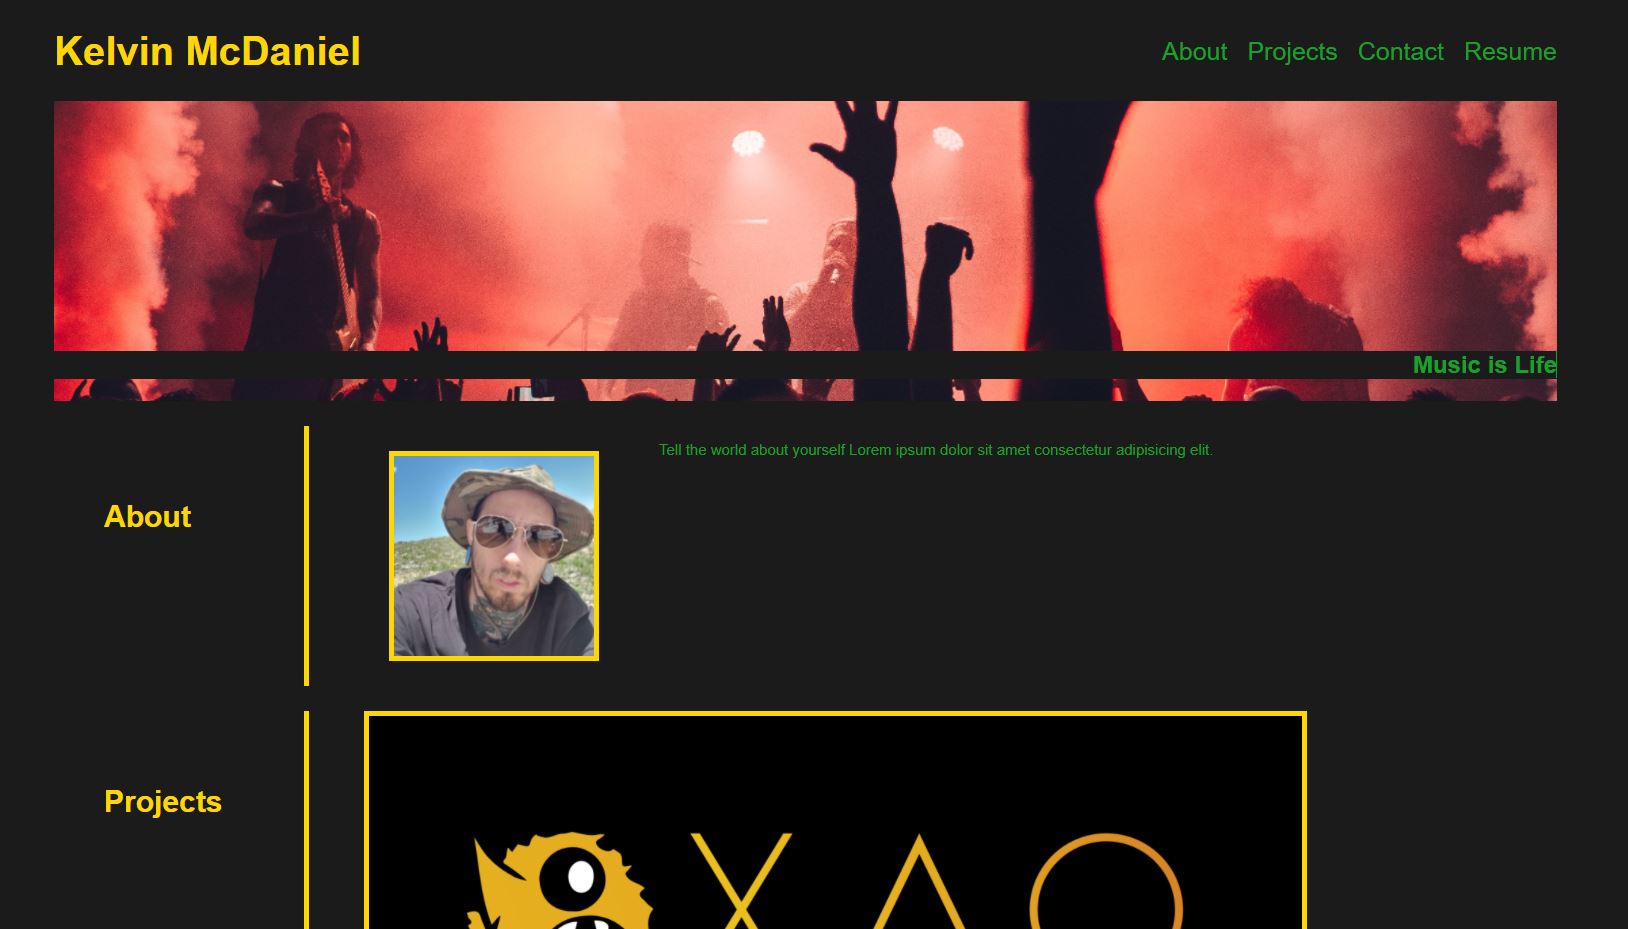 Kelvin McDaniel
About Projects Contact Resume
Music is Life
About
Tell the world about yourself Lorem ipsum dolor sit amet consectetur adipisicing elit.
Projects